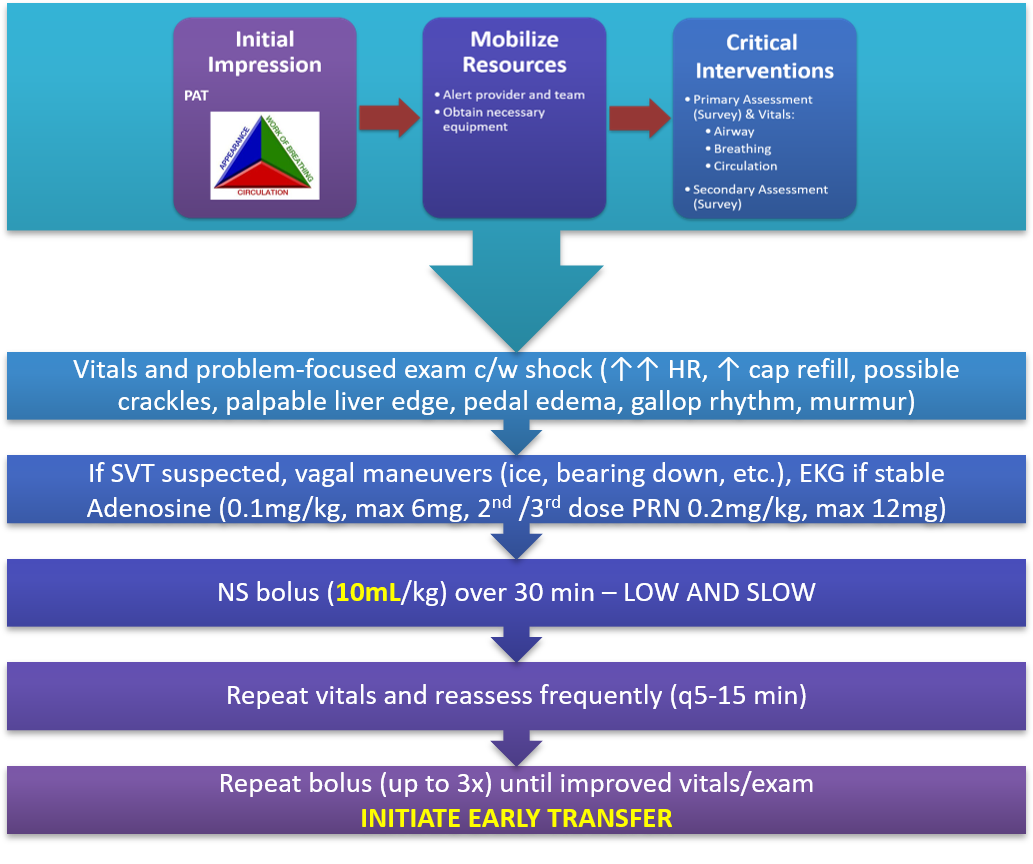 Initial
Impression
PAT
APPEARANCE
WORK OF BREATHING
CIRCULATION
Mobilize
Resources
• Alert provider and team
• Obtain necessary
equipment
Critical
Interventions
• Primary Assessment
(Survey) & Vitals:
• Airway
• Breathing
• Circulation
• Secondary Assessment
(Survey)
Vitals and problem-focused exam c/w shock (↑↑ HR, ↑ cap refill, possible
crackles, palpable liver edge, pedal edema, gallop rhythm, murmur)
If SVT suspected, vagal maneuvers (ice, bearing down, etc.), EKG if stable
Adenosine (0.1mg/kg, max 6mg, 2nd /3rd dose PRN 0.2mg/kg, max 12mg)
NS bolus (10mL/kg) over 30 min – LOW AND SLOW
Repeat vitals and reassess frequently (q5-15 min)
Repeat bolus (up to 3x) until improved vitals/exam
INITIATE EARLY TRANSFER